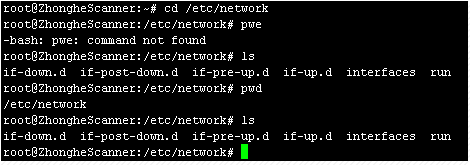 root@ZhongheScanner:~# cd /etc/network
root@ZhongheScanner:/etc/network# pwe
-bash: pwe: command not found
root@ZhongheScanner:/etc/network# ls
if-down.d  if-post-down.d  if-pre-up.d  if-up.d  interfaces  run
root@ZhongheScanner:/etc/network# pwd
/etc/network
root@ZhongheScanner:/etc/network# ls
if-down.d  if-post-down.d  if-pre-up.d  if-up.d  interfaces  run
root@ZhongheScanner:/etc/network#